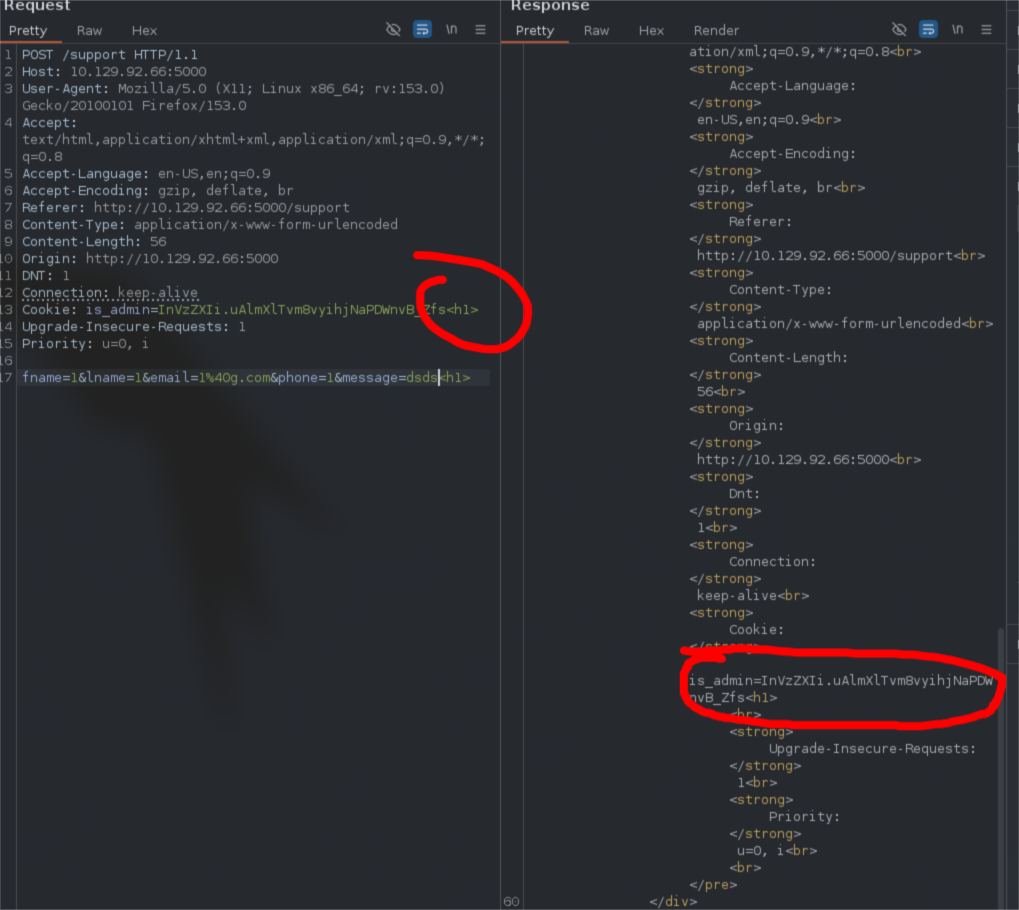 Request
Pretty Raw Hex
\n
1 POST /support HTTP/1.1
2 Host: 10.129.92.66:5000
3 User-Agent: Mozilla/5.0 (X11; Linux x86_64; rv:153.0)
Gecko/20100101 Firefox/153.0
4 Accept:
text/html,application/xhtml+xml,application/xml;q=0.9,*/*;
q=0.8
5 Accept-Language: en-US,en;q=0.9
6 Accept-Encoding: gzip, deflate, br
7 Referer: http://10.129.92.66:5000/support
8 Content-Type: application/x-www-form-urlencoded
9 Content-Length: 56
10 Origin: http://10.129.92.66:5000
11 DNT: 1
12 Connection: keep-alive
13 Cookie: is_admin=InVzZXIi.uAlmXlTvm8vyihjNaPDWnvB_Zfs<h1>
14 Upgrade-Insecure-Requests: 1
15 Priority: u=0, i
16
17 fname=1&lname=1&email=1%40g.com&phone=1&message=dsds<h1>
Response
Pretty Raw Hex Render
\n
ation/xml;q=0.9,*/*;q=0.8<br>
<strong>
Accept-Language:
</strong>
en-US,en;q=0.9<br>
<strong>
Accept-Encoding:
</strong>
gzip, deflate, br<br>
<strong>
Referer:
</strong>
http://10.129.92.66:5000/support<br>
<strong>
Content-Type:
</strong>
application/x-www-form-urlencoded<br>
<strong>
Content-Length:
</strong>
56<br>
<strong>
Origin:
</strong>
http://10.129.92.66:5000<br>
<strong>
Dnt:
</strong>
1<br>
<strong>
Connection:
</strong>
keep-alive<br>
<strong>
Cookie:
</strong>
is_admin=InVzZXIi.uAlmXlTvm8vyihjNaPDW
nvB_Zfs<h1>
<br>
<strong>
Upgrade-Insecure-Requests:
</strong>
1<br>
<strong>
Priority:
</strong>
u=0, i<br>
<br>
</pre>
60 </div>